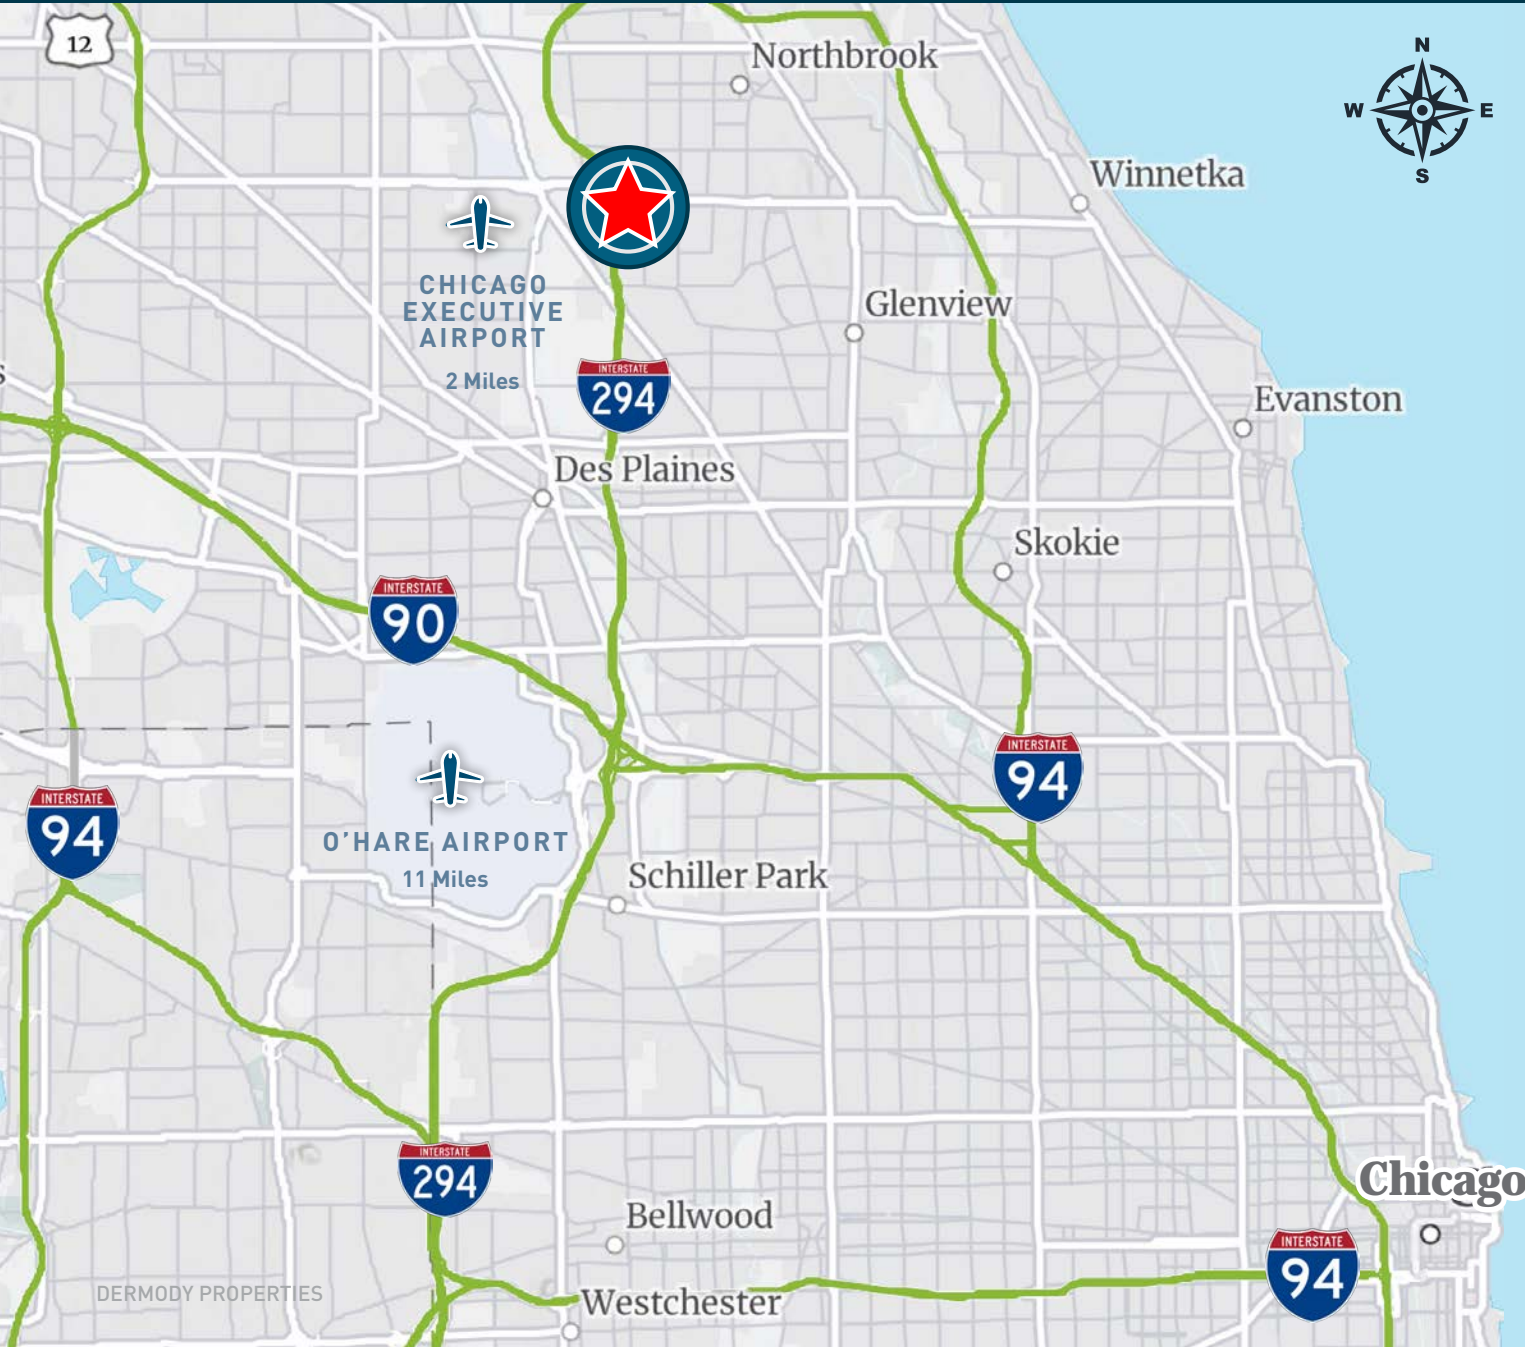 12
Northbrook
N
W
E
S
Winnetka
CHICAGO
EXECUTIVE
AIRPORT
2 Miles
Glenview
INTERSTATE
294
Evanston
Des Plaines
Skokie
INTERSTATE
90
INTERSTATE
94
INTERSTATE
94
O'HARE AIRPORT
11 Miles
Schiller Park
INTERSTATE
294
Chicago
Bellwood
INTERSTATE
94
DERMODY PROPERTIES
Westchester